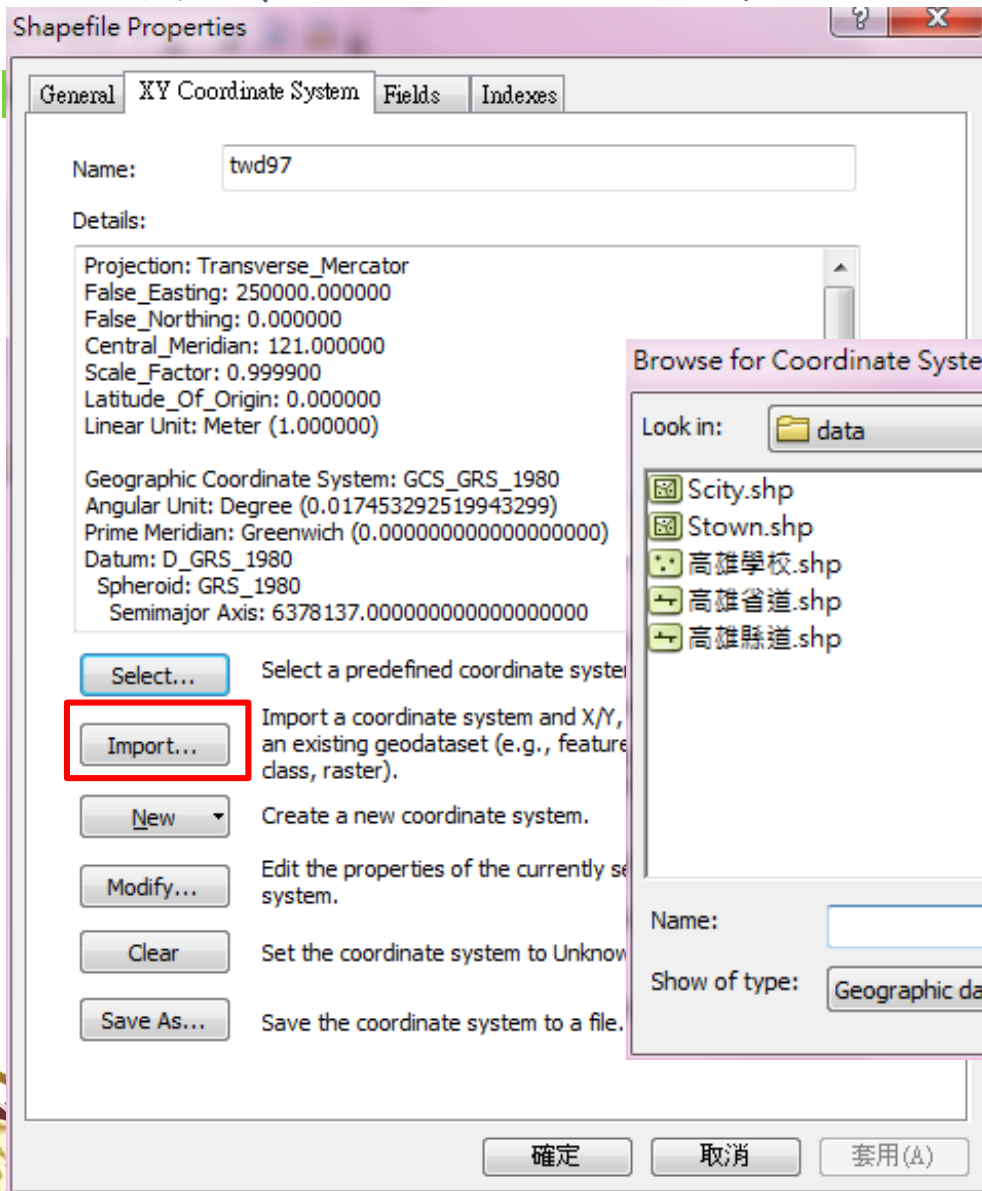 Shapefile Properties
General XY Coordinate System Fields Indexes
Name: twd97
Details:
Projection: Transverse_Mercator
False_Easting: 250000.000000
False_Northing: 0.000000
Central_Meridian: 121.000000
Scale_Factor: 0.999900
Latitude_Of_Origin: 0.000000
Linear Unit: Meter (1.000000)
Geographic Coordinate System: GCS_GRS_1980
Angular Unit: Degree (0.017453292519943299)
Prime Meridian: Greenwich (0.000000000000000000)
Datum: D_GRS_1980
Spheroid: GRS_1980
Semimajor Axis: 6378137.000000000000000000
Select... Select a predefined coordinate
Import... Import a coordinate system and X/Y,
an existing geodataset (e.g., feature
class, raster).
New Create a new coordinate system.
Modify... Edit the properties of the currently
system.
Clear Set the coordinate system to
Save As... Save the coordinate system to a file.
確定 取消 套用(A)
Browse for Coordinate
Look in: data
Scity.shp
Stown.shp
高雄學校.shp
高雄省道.shp
高雄縣道.shp
Name:
Show of type: Geographic